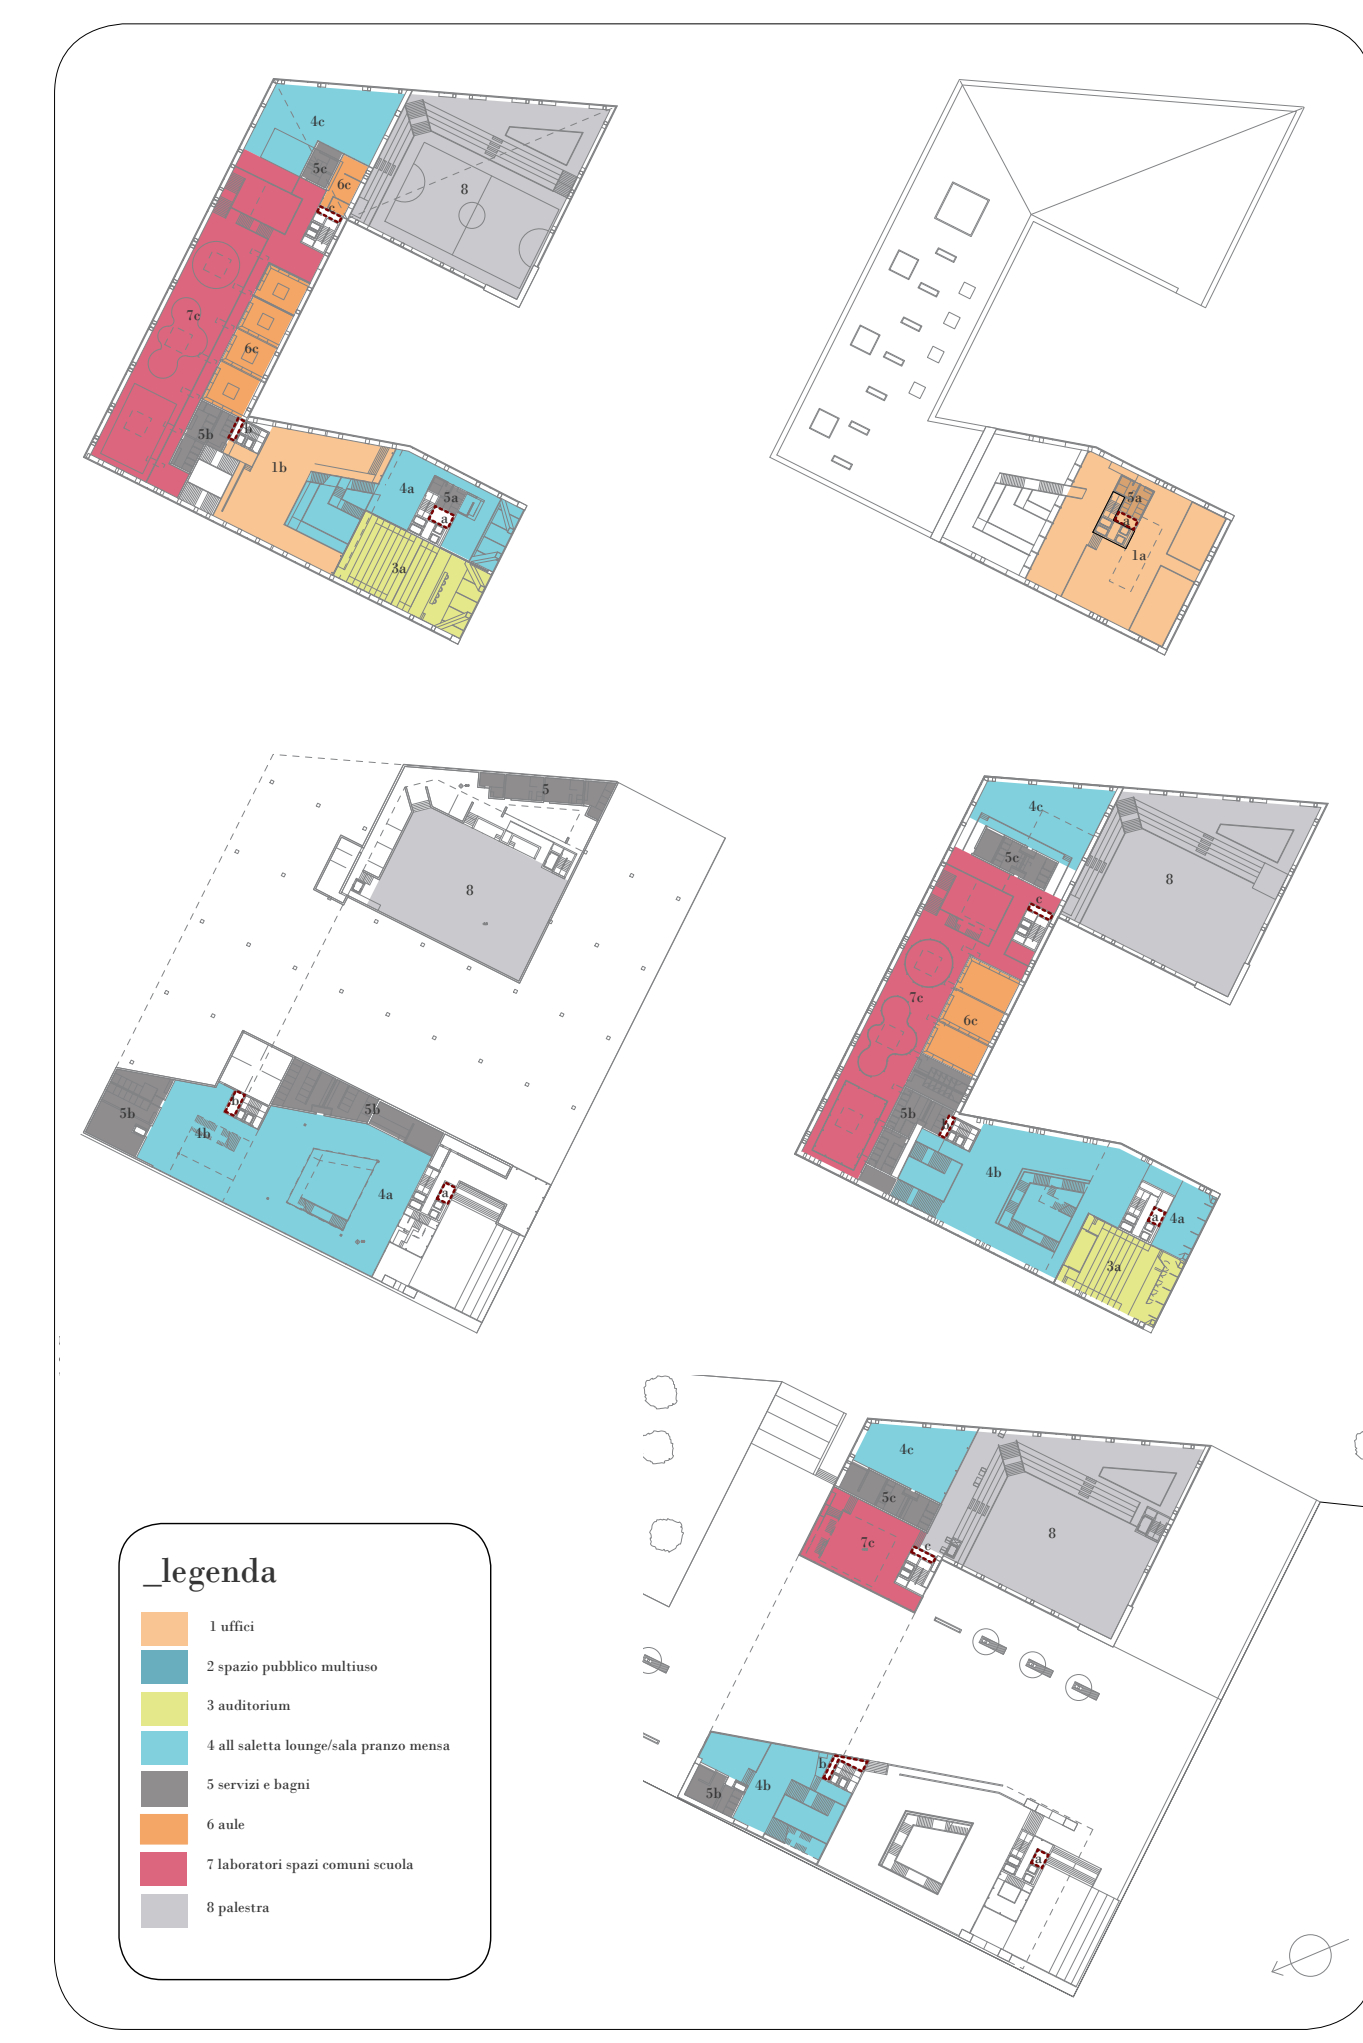 4c
5c
6c
c
8
7c
6c
b
5b
1b
4a
5a
a
3a
5a
a
1a
5
8
5b
b
4b
5b
4a
a
4c
5c
8
c
7c
6c
5b
4b
4a
a
3a
4c
5c
7c
c
8
b
4b
5b
a
_legenda
1 uffici
2 spazio pubblico multiuso
3 auditorium
4 all saletta lounge/sala pranzo mensa
5 servizi e bagni
6 aule
7 laboratori spazi comuni scuola
8 palestra